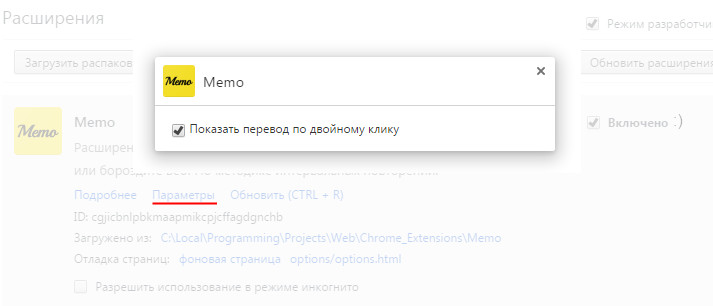 Расширения
Режим разработчи
Загрузить распаков
Обновить расширения
Memo
Memo
Показать перевод по двойному клику
Memo
Memo
Включено :)
Расширен
или
Подробнее Параметры Обновить (CTRL + R)
ID: cgjicbnlpbkmaapmikcpjcffagdgnchb
Загружено из: C:\Local\Programming\Projects\Web\Chrome_Extensions\Memo
Отладка страниц: фоновая страница options/options.html
Разрешить использование в режиме инкогнито